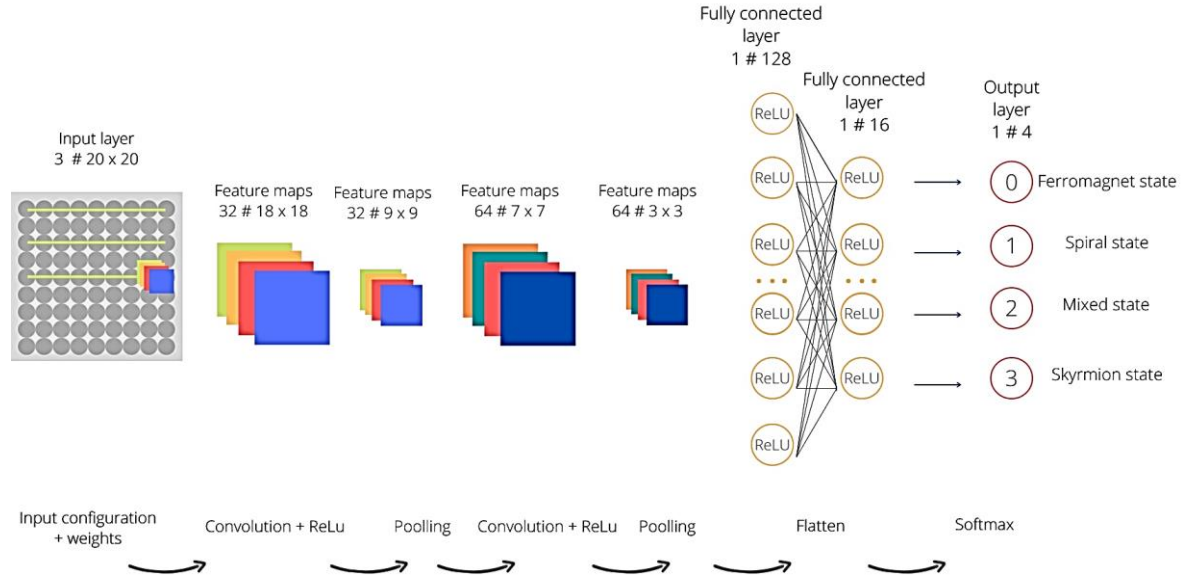 Fully connected
layer
1 # 128
Fully connected
layer
1 # 16
Output
layer
1 # 4
Input layer
3 # 20 x 20
Feature maps
32 # 18 x 18
Feature maps
32 # 9 x 9
Feature maps
64 # 7 x 7
Feature maps
64 # 3 x 3
ReLU
ReLU
ReLU
ReLU
ReLU
ReLU
ReLU
ReLU
ReLU
ReLU
0 Ferromagnet state
1 Spiral state
2 Mixed state
3 Skyrmion state
Input configuration
+ weights
Convolution + ReLu
Poolling
Convolution + ReLu
Poolling
Flatten
Softmax